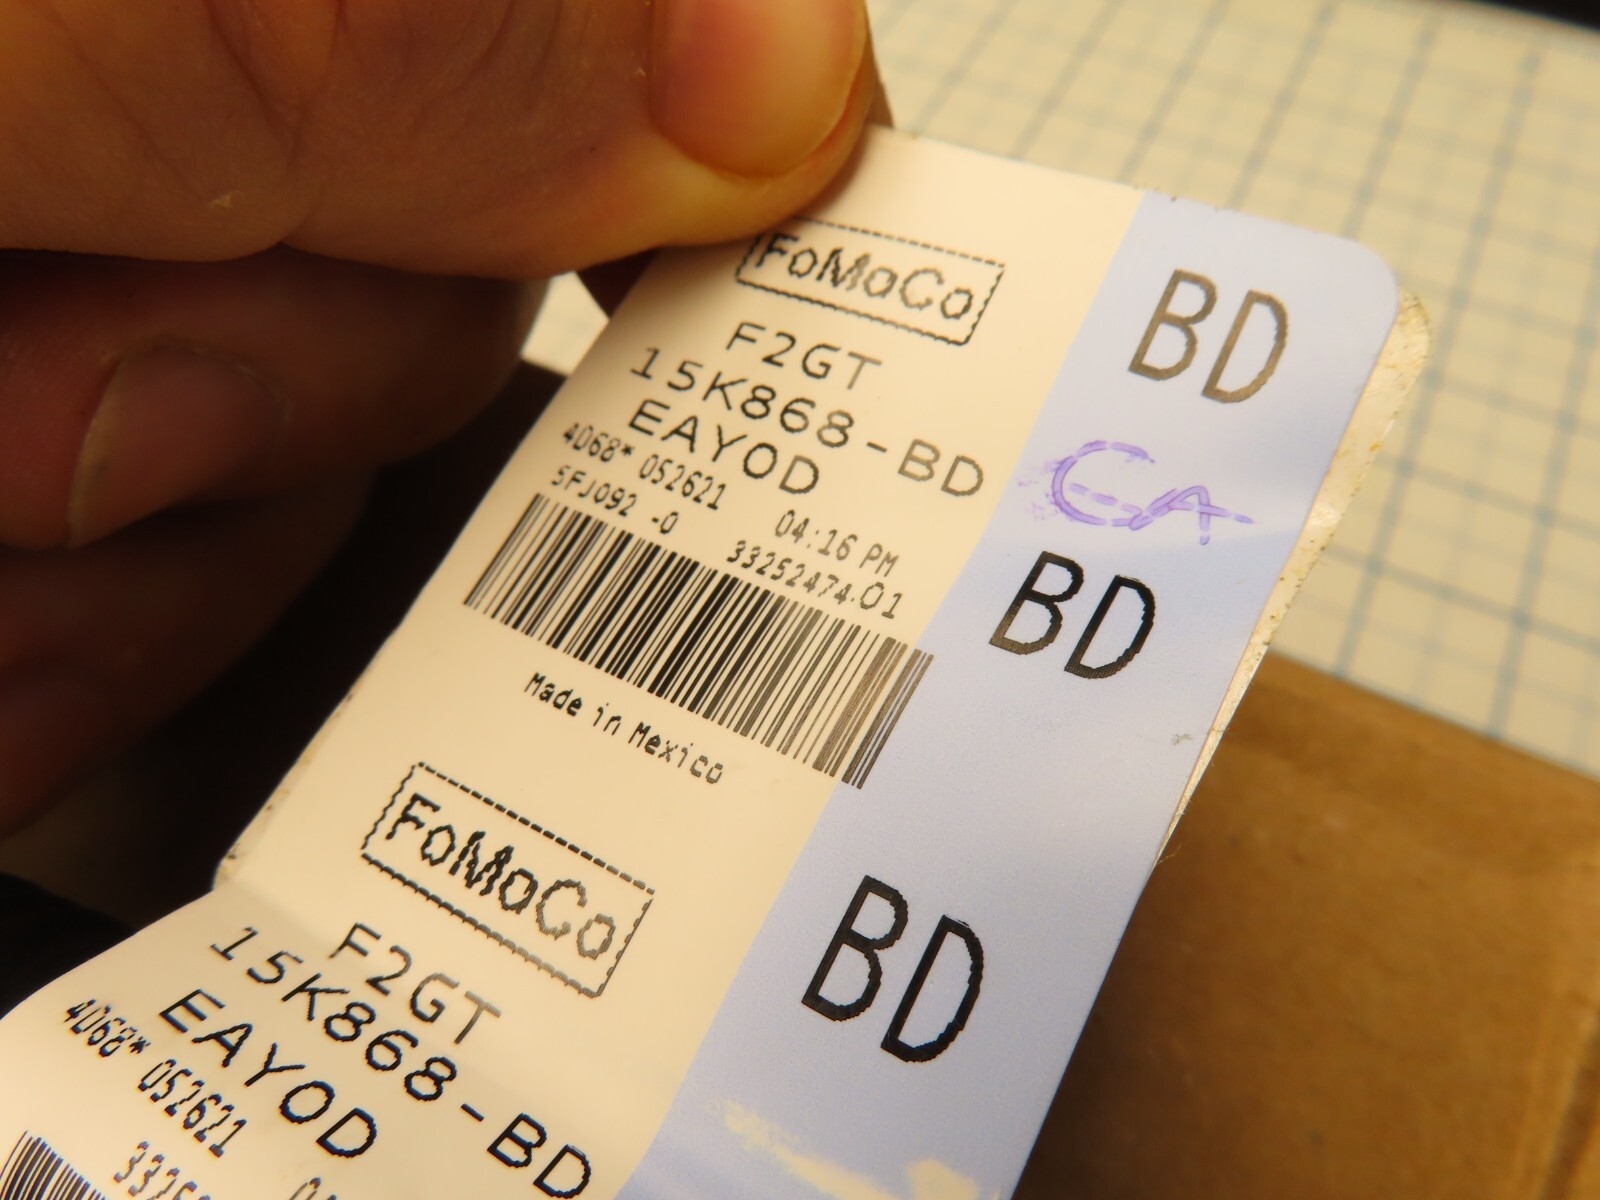 FoMoCo
F2GT
15K868-BD
EAYOD
4D68* 052621 04:16 PM
5FJ092 -0 33252474.01
Made in Mexico
BD
BD
BD
FoMoCo
F2GT
15K868-BD
EAYOD
4D68* 052621